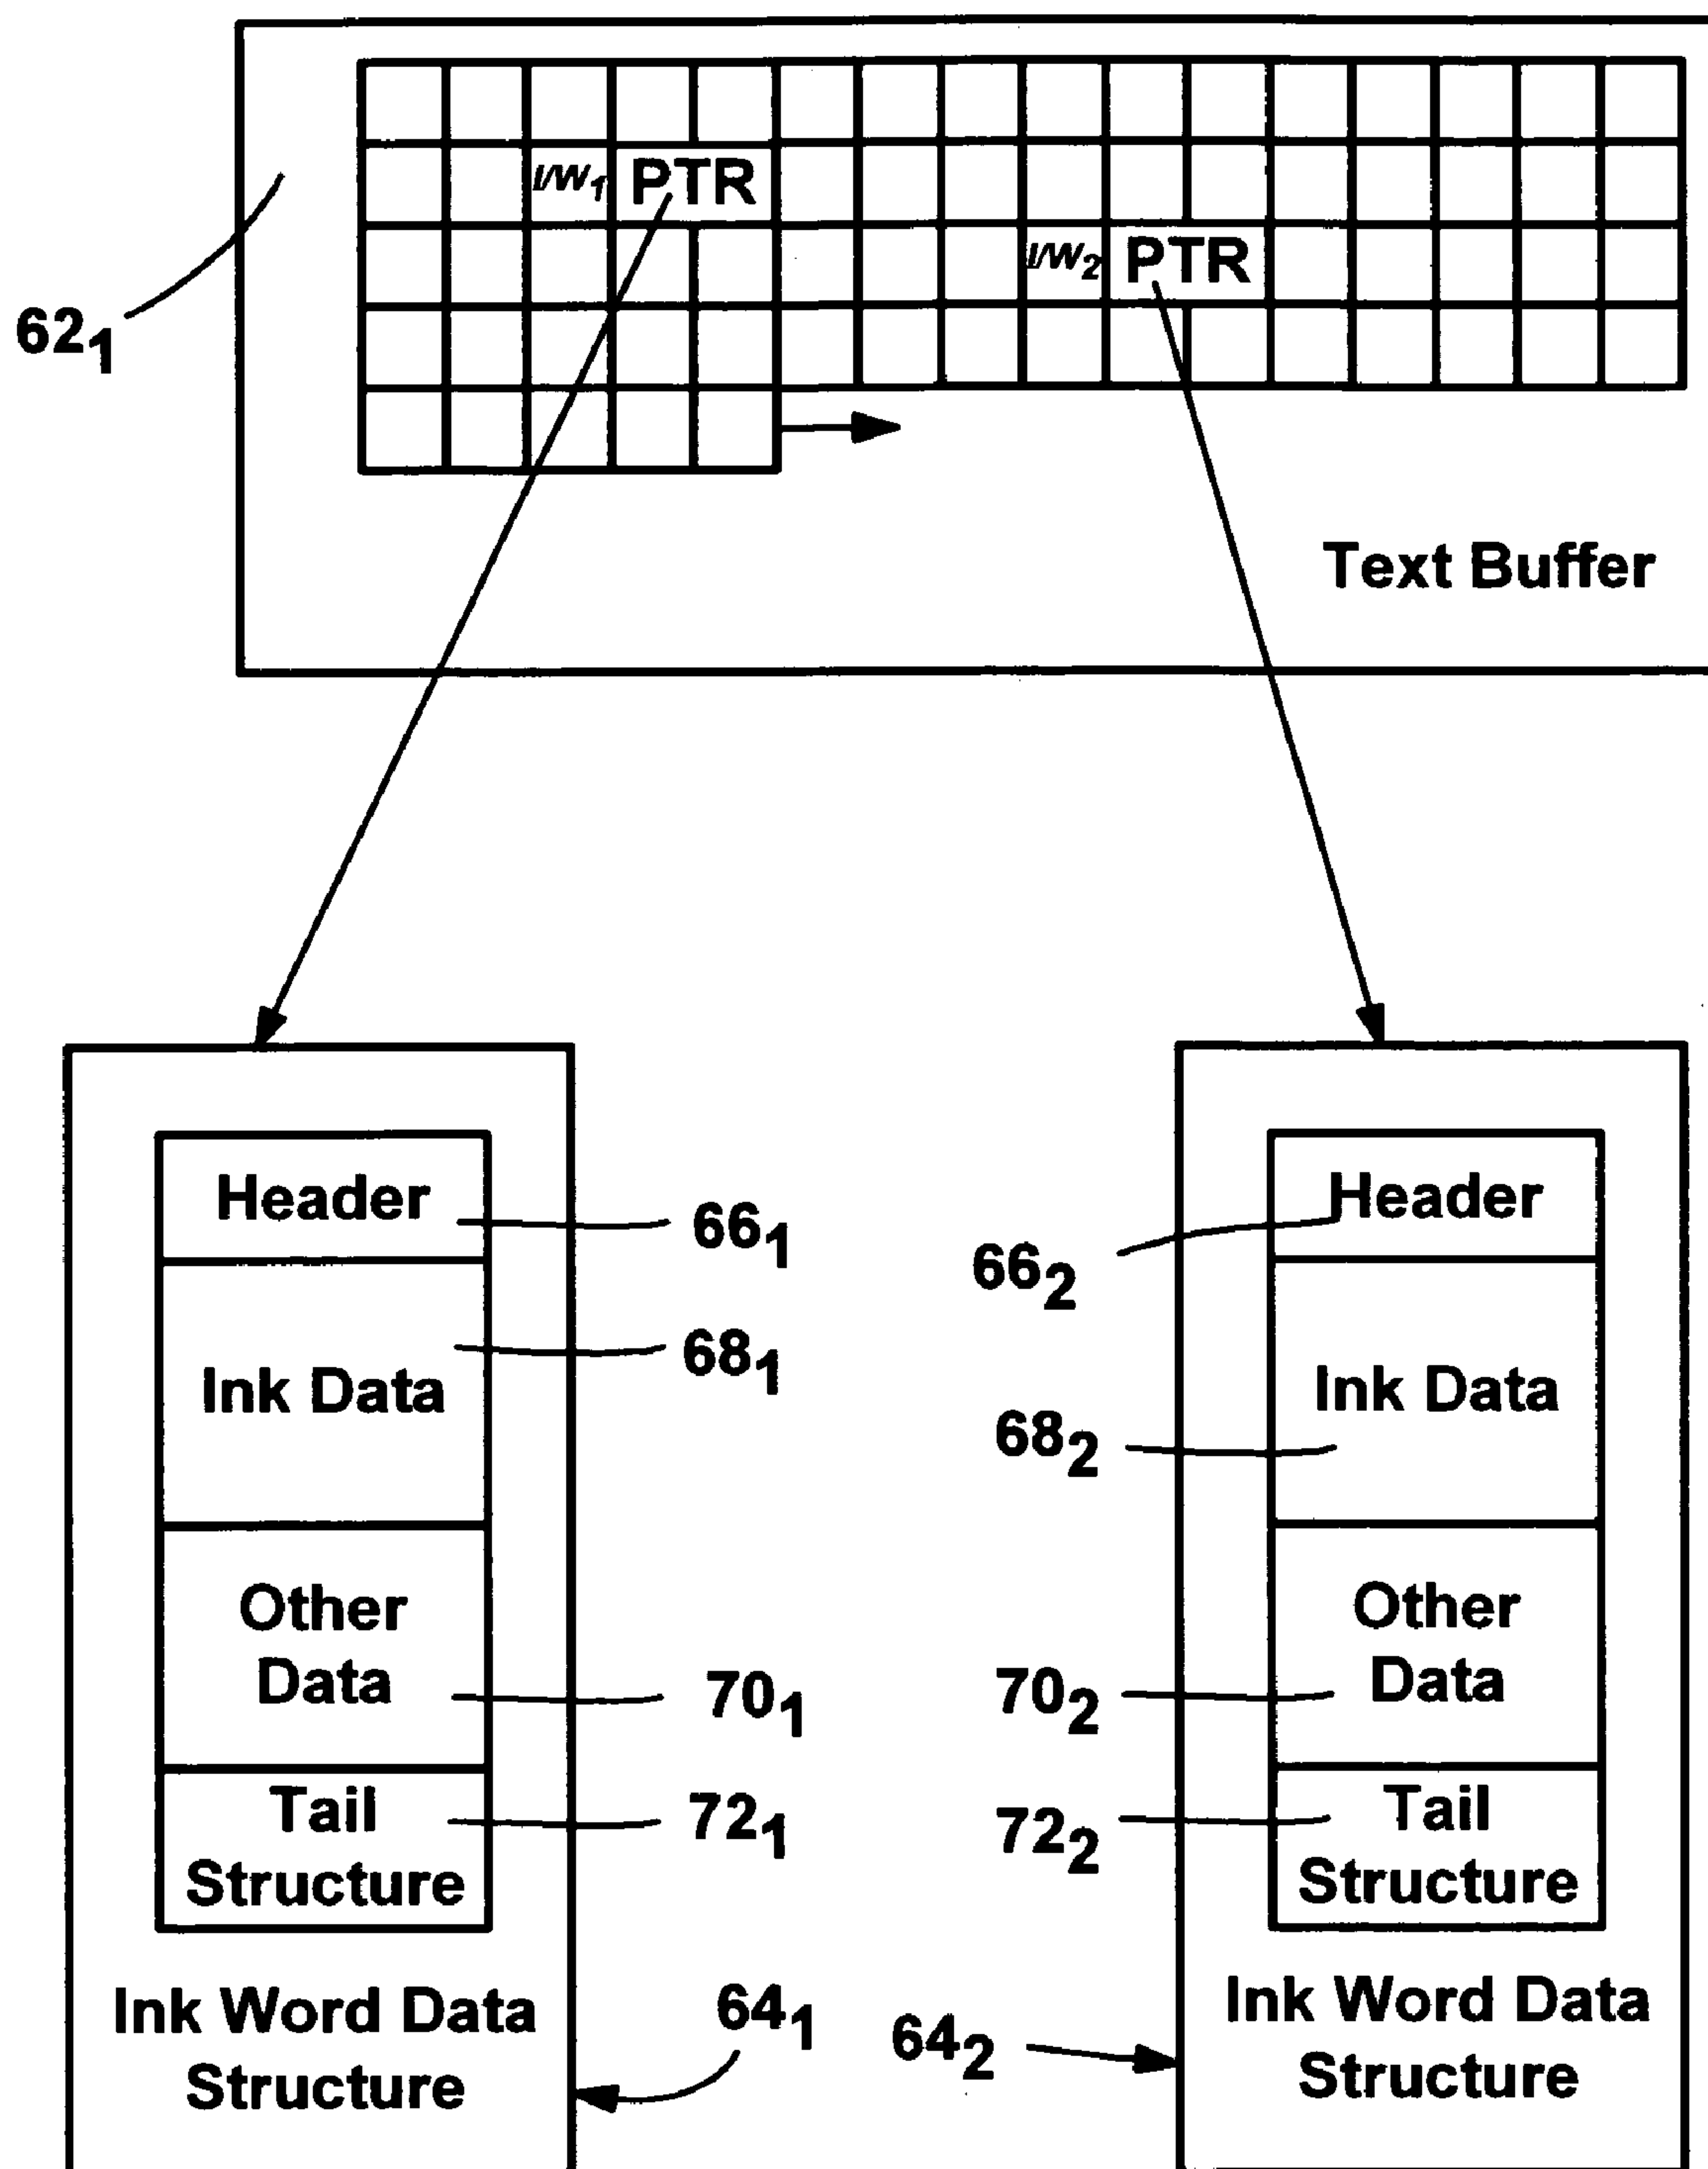 I/W₁ PTR
I/W₂ PTR
62₁
Text Buffer
Header
66₁
Header
66₂
Ink Data
68₁
Ink Data
68₂
Other
Data
70₁
Other
Data
70₂
Tail
Structure
72₁
Tail
Structure
72₂
Ink Word Data
Structure
64₁
64₂
Ink Word Data
Structure